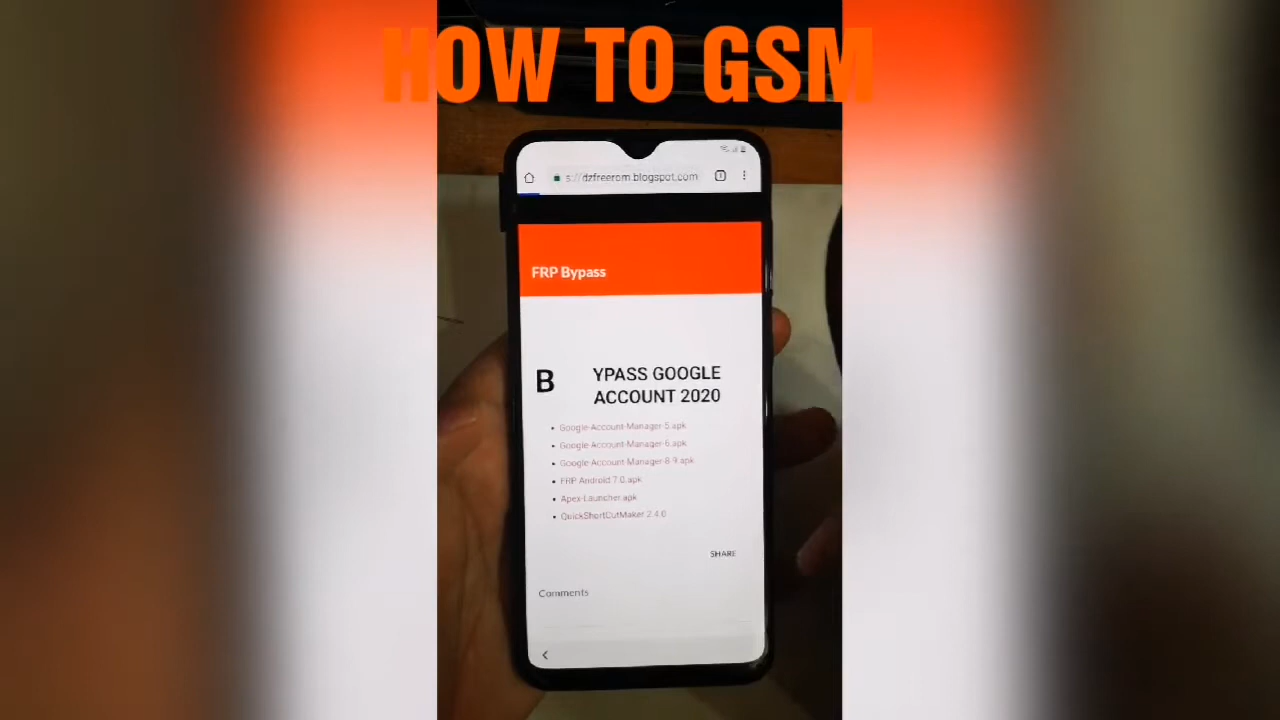 HOW TO GSM
s://dzfreerom.blogspot.com
FRP Bypass
B YPASS GOOGLE
ACCOUNT 2020
Google-Account-Manager-5.apk
Google-Account-Manager-6.apk
Google-Account-Manager-8.9.apk
FRP Android 7.0.apk
Apex-Launcher.apk
QuickShortCutMaker 2.4.0
SHARE
Comments